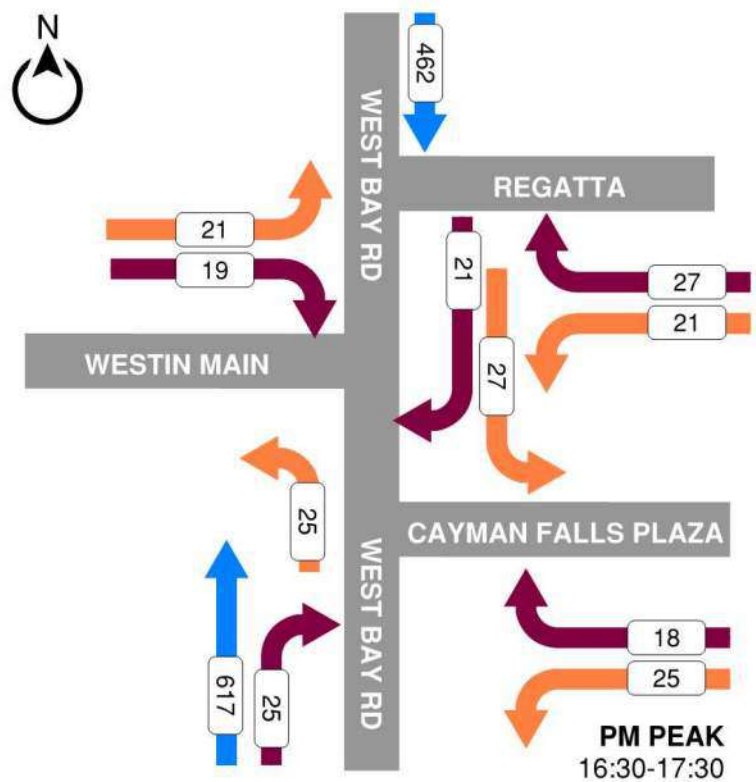 N
462
WEST BAY RD
REGATTA
21
19
21
27
27
21
WESTIN MAIN
25
CAYMAN FALLS PLAZA
WEST BAY RD
617
25
18
25
PM PEAK
16:30-17:30